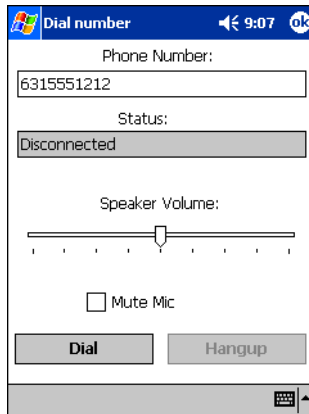 Dial number 9:07 ok
Phone Number:
6315551212
Status:
Disconnected
Speaker Volume:
Mute Mic
Dial Hangup